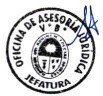 OFICINA DE ASESORIA JURIDICA
V° B°
JEFATURA